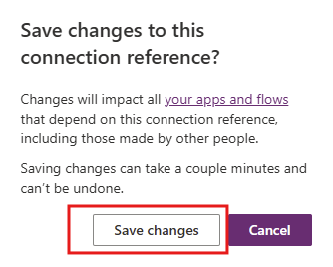 Save changes to this
connection reference?
Changes will impact all your apps and flows
that depend on this connection reference,
including those made by other people.
Saving changes can take a couple minutes and
can't be undone.
Save changes Cancel